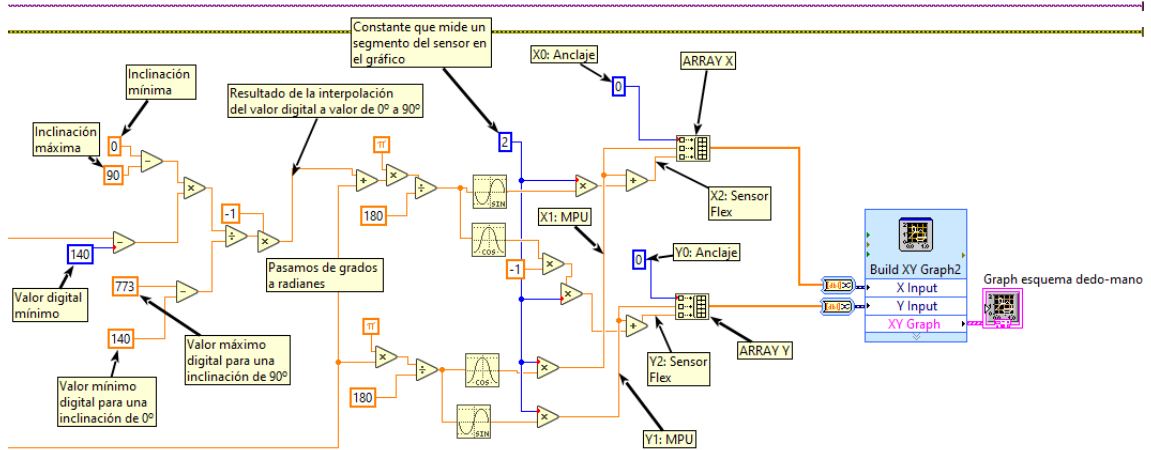 Constante que mide un
segmento del sensor en
el gráfico
X0: Anclaje
ARRAY X
0
Inclinación
mínima
Resultado de la interpolación
del valor digital a valor de 0º a 90º
Inclinación
máxima
0
90
π
2
180
SIN
X2: Sensor
Flex
-1
X1: MPU
COS
140
Pasamos de grados
a radianes
-1
0
Y0: Anclaje
Build XY Graph2
X Input
Y Input
XY Graph
Graph esquema dedo-mano
Valor digital
mínimo
773
140
Valor máximo
digital para una
inclinación de 90º
Valor mínimo
digital para una
inclinación de 0º
π
180
COS
SIN
ARRAY Y
Y2: Sensor
Flex
Y1: MPU